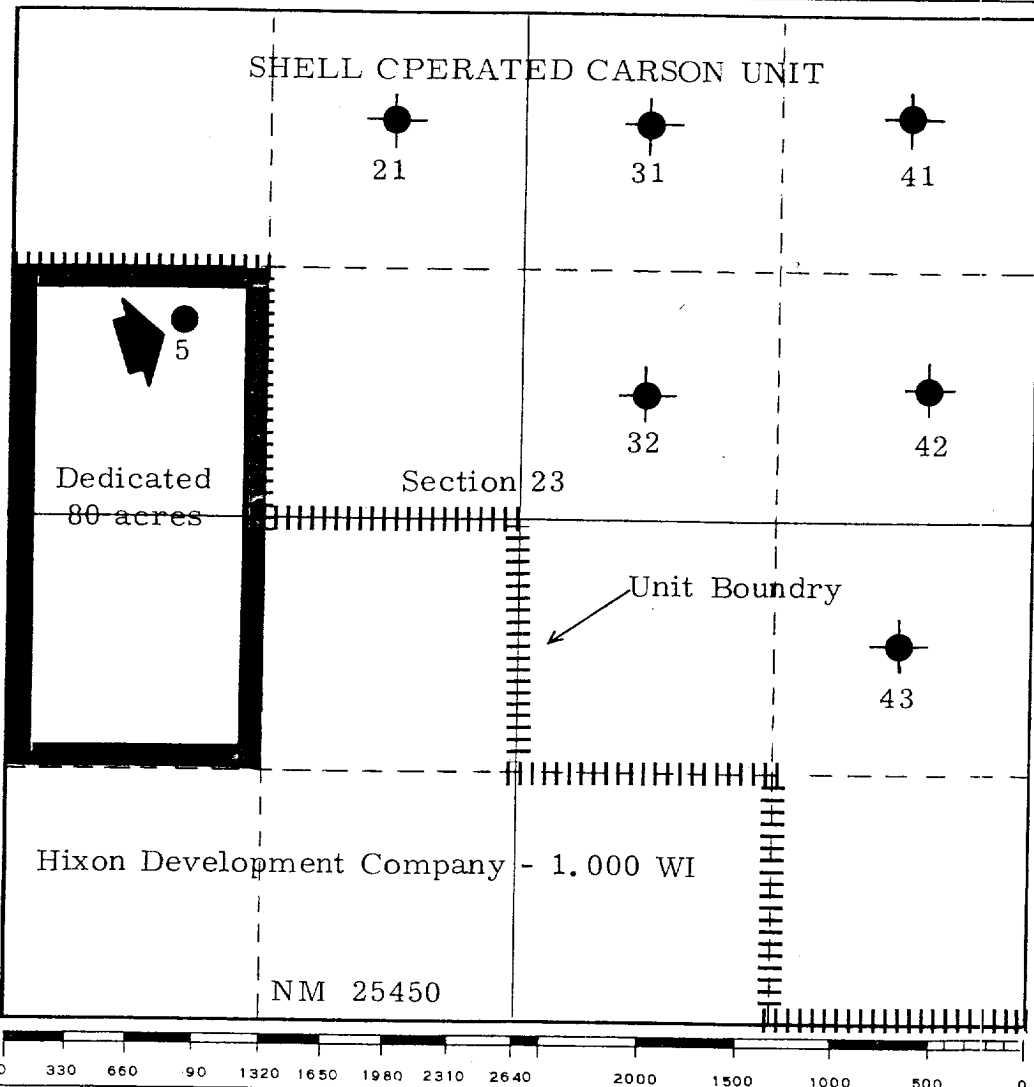 SHELL CPERATED CARSON UNIT
21 31 41
5
32 42
Dedicated
80 acres
Section 23
Unit Boundry
43
Hixon Development Company - 1.000 WI
NM 25450
0 330 660 90 1320 1650 1980 2310 2640 2000 1500 1000 500 0